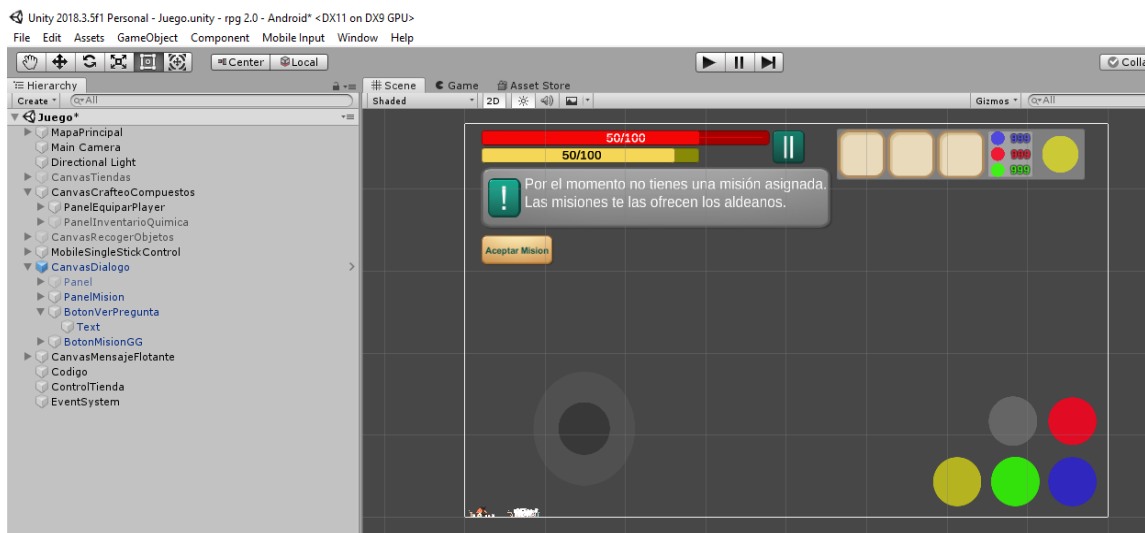 Unity 2018.3.5f1 Personal - Juego.unity - rpg 2.0 - Android* <DX11 on DX9 GPU>
File Edit Assets GameObject Component Mobile Input Window Help
Center Local
Hierarchy
Scene Game Asset Store
Create All
Shaded 2D Gizmos All
Juego*
MapaPrincipal
Main Camera
Directional Light
CanvasTiendas
CanvasCrafteoCompuestos
PanelEquiparPlayer
PanelInventarioQuimica
CanvasRecogerObjetos
MobileSingleStickControl
CanvasDialogo
Panel
PanelMision
BotonVerPregunta
Text
BotonMisionGG
CanvasMensajeFlotante
Codigo
ControlTienda
EventSystem
50/100
50/100
Por el momento no tienes una misión asignada.
Las misiones te las ofrecen los aldeanos.
Aceptar Mision
999
999
999